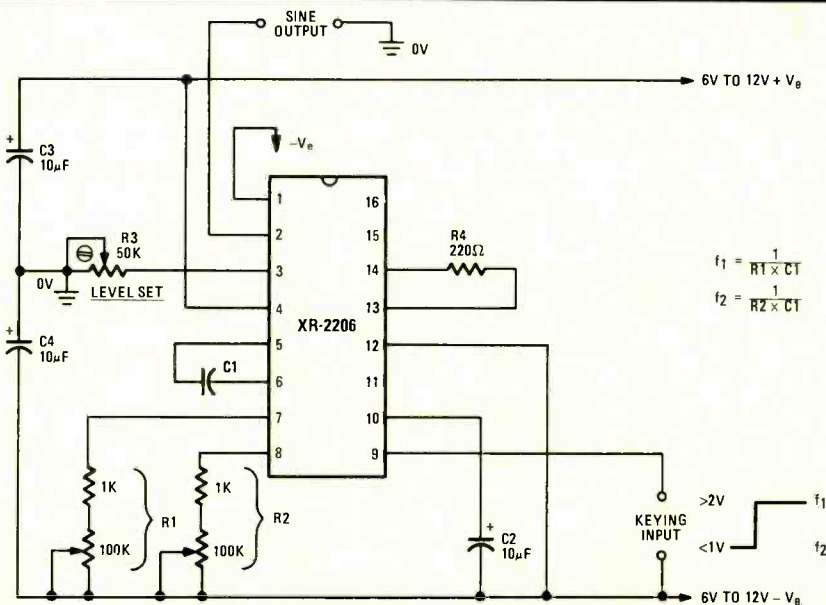 SINE
OUTPUT
0V
6V TO 12V + Ve
+
C3
10µF
−Ve
1
16
2
15
R3
50K
R4
220Ω
3
14
0V
LEVEL SET
4
13
f1 = 1 / R1 × C1
f2 = 1 / R2 × C1
XR-2206
+
C4
10µF
5
12
C1
6
11
7
10
8
9
1K
1K
R1
R2
100K
100K
+
C2
10µF
>2V
f1
KEYING
INPUT
<1V
f2
6V TO 12V − Ve